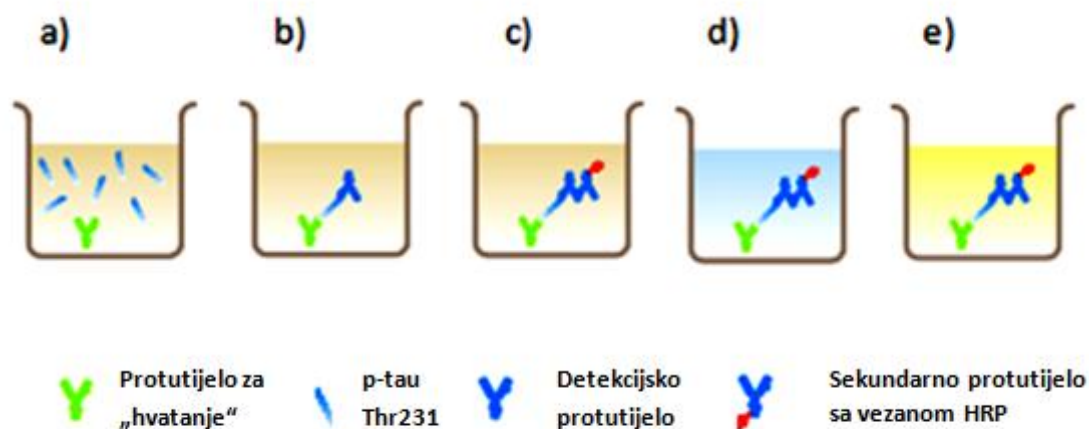 a) b) c) d) e)
Protutijelo za „hvatanje“
p-tau Thr231
Detekcijsko protutijelo
Sekundarno protutijelo sa vezanom HRP